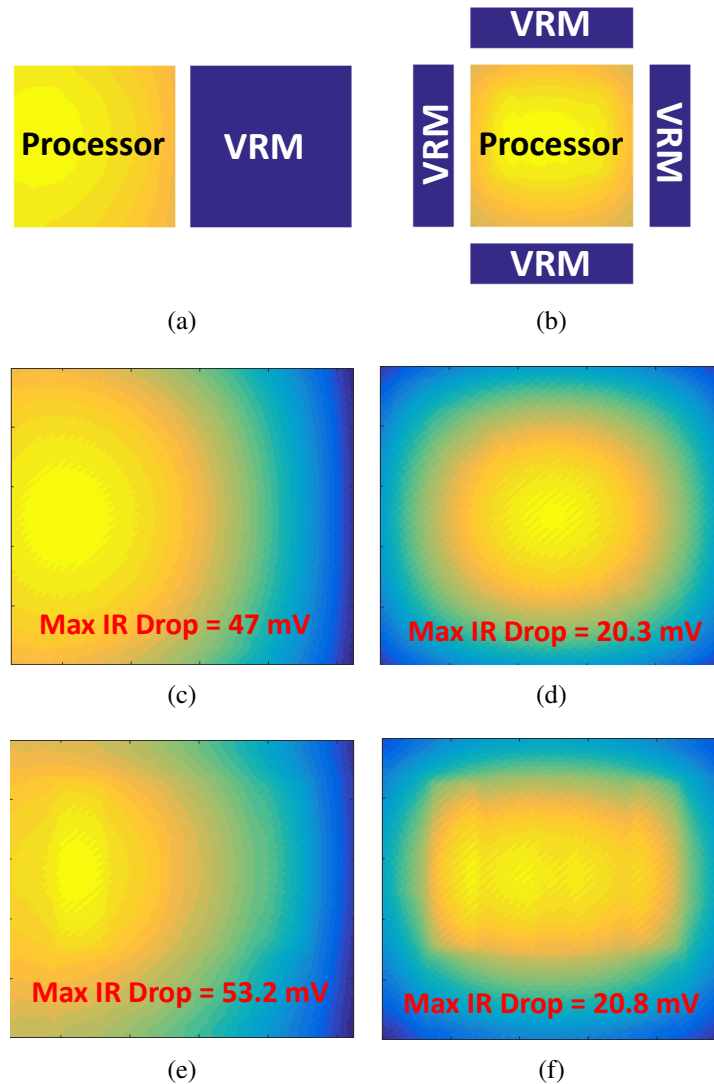 Processor
VRM
(a)
VRM
VRM
Processor
VRM
VRM
(b)
Max IR Drop = 47 mV
(c)
Max IR Drop = 20.3 mV
(d)
Max IR Drop = 53.2 mV
(e)
Max IR Drop = 20.8 mV
(f)